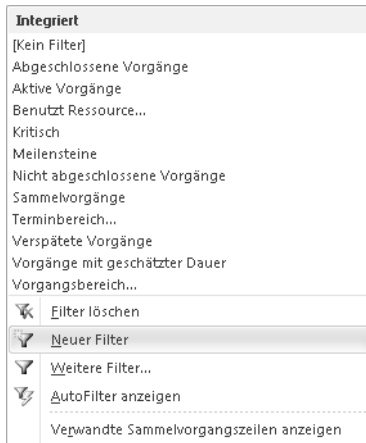 Integriert
[Kein Filter]
Abgeschlossene Vorgänge
Aktive Vorgänge
Benutzt Ressource...
Kritisch
Meilensteine
Nicht abgeschlossene Vorgänge
Sammelvorgänge
Terminbereich...
Verspätete Vorgänge
Vorgänge mit geschätzter Dauer
Vorgangsbereich...
Filter löschen
Neuer Filter
Weitere Filter...
AutoFilter anzeigen
Verwandte Sammelvorgangszeilen anzeigen